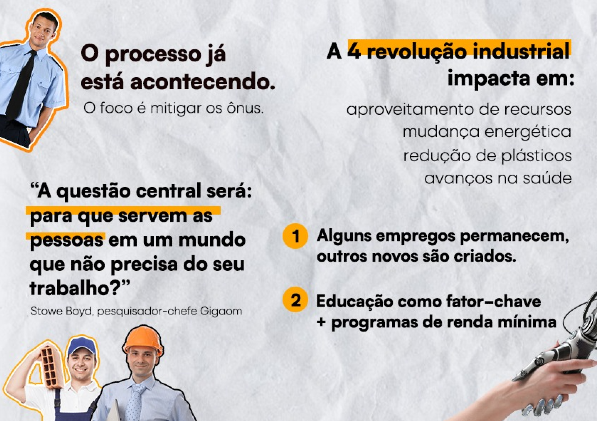 O processo já
está acontecendo.
O foco é mitigar os ônus.
A 4 revolução industrial
impacta em:
aproveitamento de recursos
mudança energética
redução de plásticos
avanços na saúde
“A questão central será:
para que servem as
pessoas em um mundo
que não precisa do seu
trabalho?”
Stowe Boyd, pesquisador-chefe Gigaom
1 Alguns empregos permanecem,
outros novos são criados.
2 Educação como fator-chave
+ programas de renda mínima